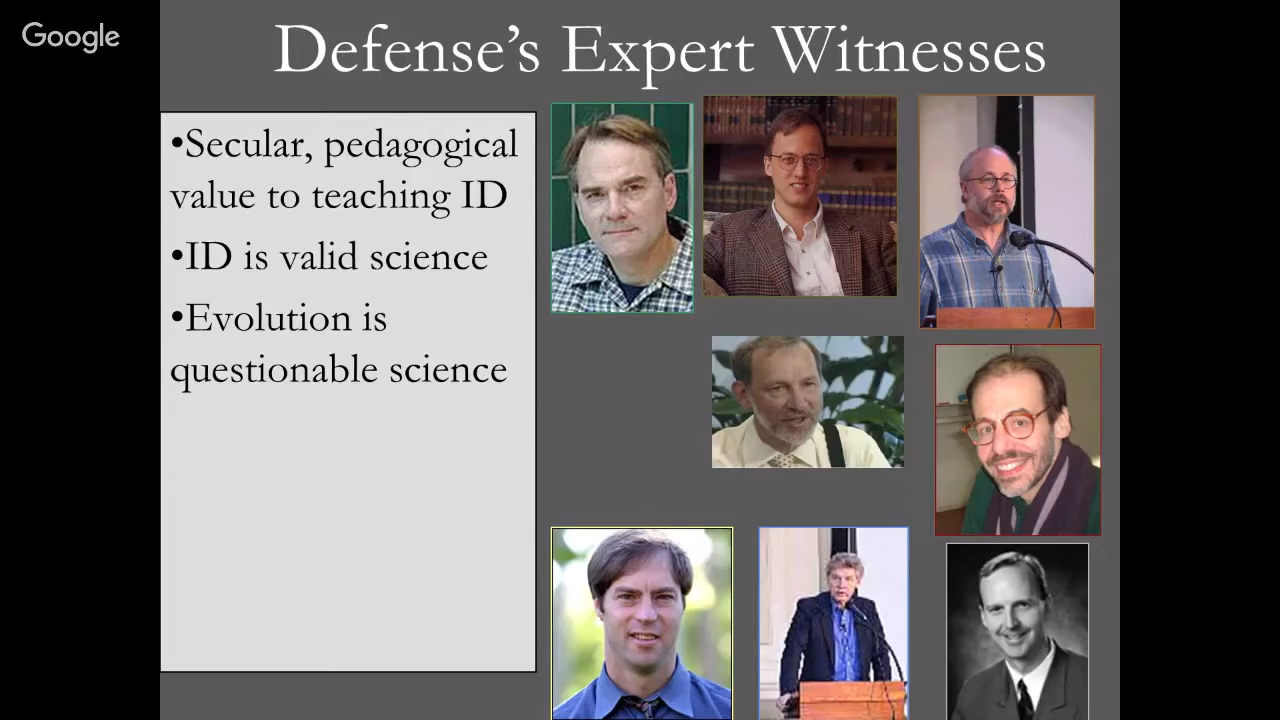 Google
Defense's Expert Witnesses
•Secular, pedagogical
value to teaching ID
•ID is valid science
•Evolution is
questionable science